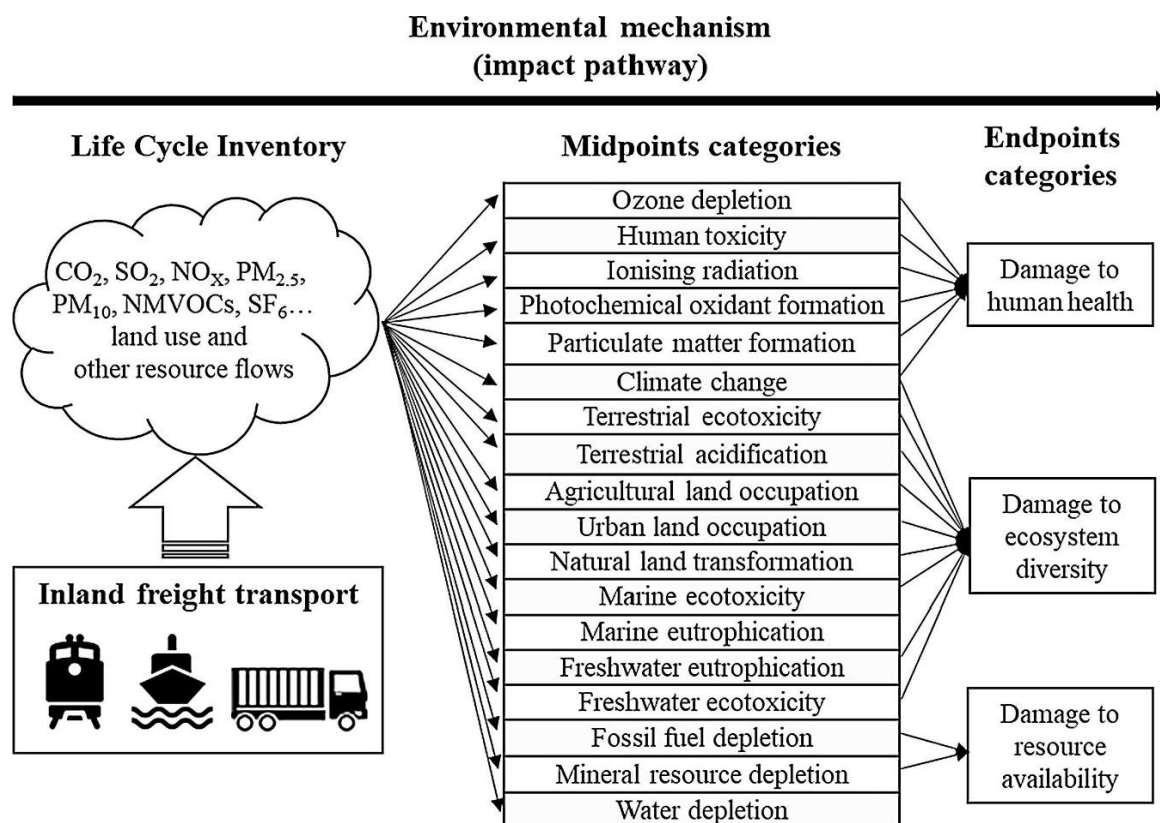 Environmental mechanism
(impact pathway)
Life Cycle Inventory
CO₂, SO₂, NOₓ, PM₂.₅,
PM₁₀, NMVOCs, SF₆…
land use and
other resource flows
Inland freight transport
Midpoints categories
Ozone depletion
Human toxicity
Ionising radiation
Photochemical oxidant formation
Particulate matter formation
Climate change
Terrestrial ecotoxicity
Terrestrial acidification
Agricultural land occupation
Urban land occupation
Natural land transformation
Marine ecotoxicity
Marine eutrophication
Freshwater eutrophication
Freshwater ecotoxicity
Fossil fuel depletion
Mineral resource depletion
Water depletion
Endpoints
categories
Damage to
human health
Damage to
ecosystem
diversity
Damage to
resource
availability